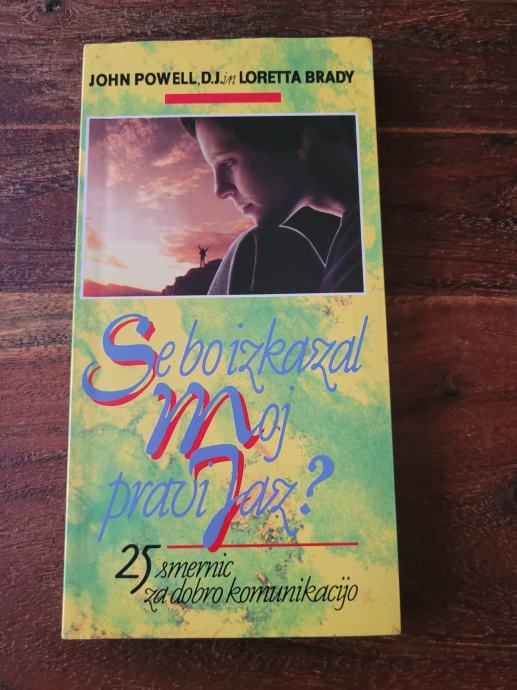 JOHN POWELL, D.J. in LORETTA BRADY
Se bo izkazal
Moj
pravi Jaz?
25 smernic
za dobro komunikacijo